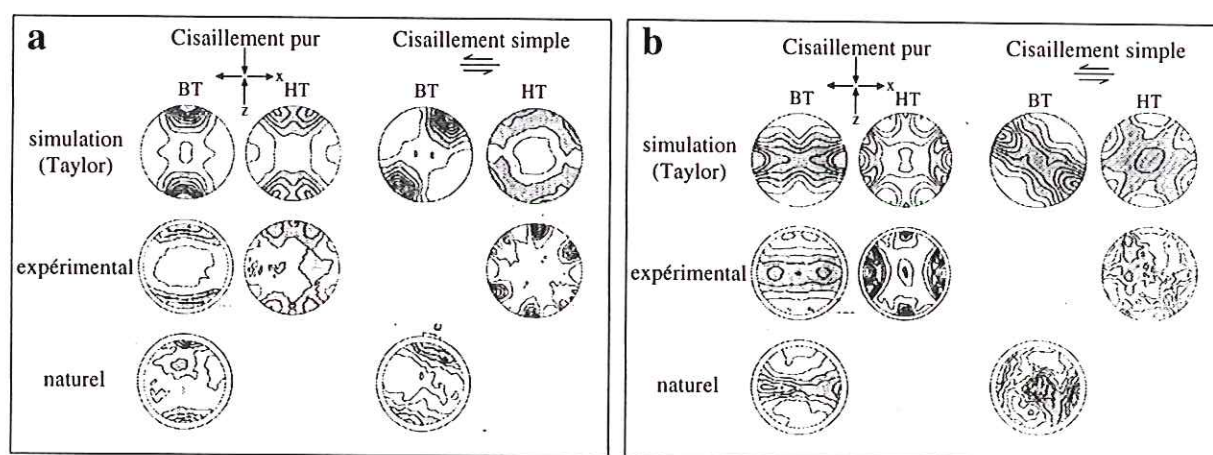 a
Cisaillement pur
Cisaillement simple
x
BT
z
HT
BT
HT
simulation
(Taylor)
expérimental
naturel
b
Cisaillement pur
Cisaillement simple
x
BT
z
HT
BT
HT
simulation
(Taylor)
expérimental
naturel